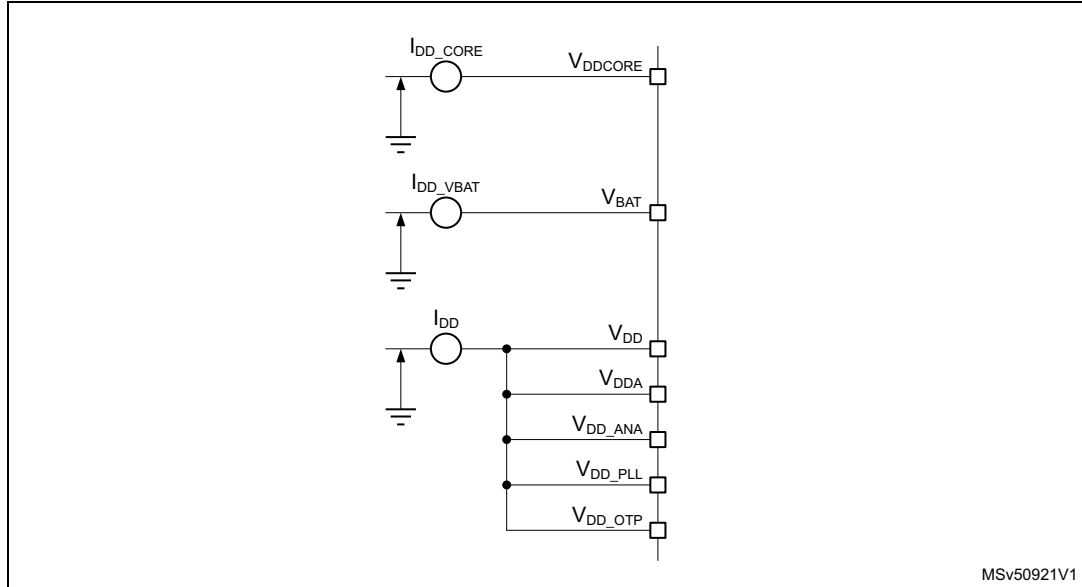 IDD_CORE
VDDCORE
IDD_VBAT
VBAT
IDD
VDD
VDDA
VDD_ANA
VDD_PLL
VDD_OTP
MSv50921V1